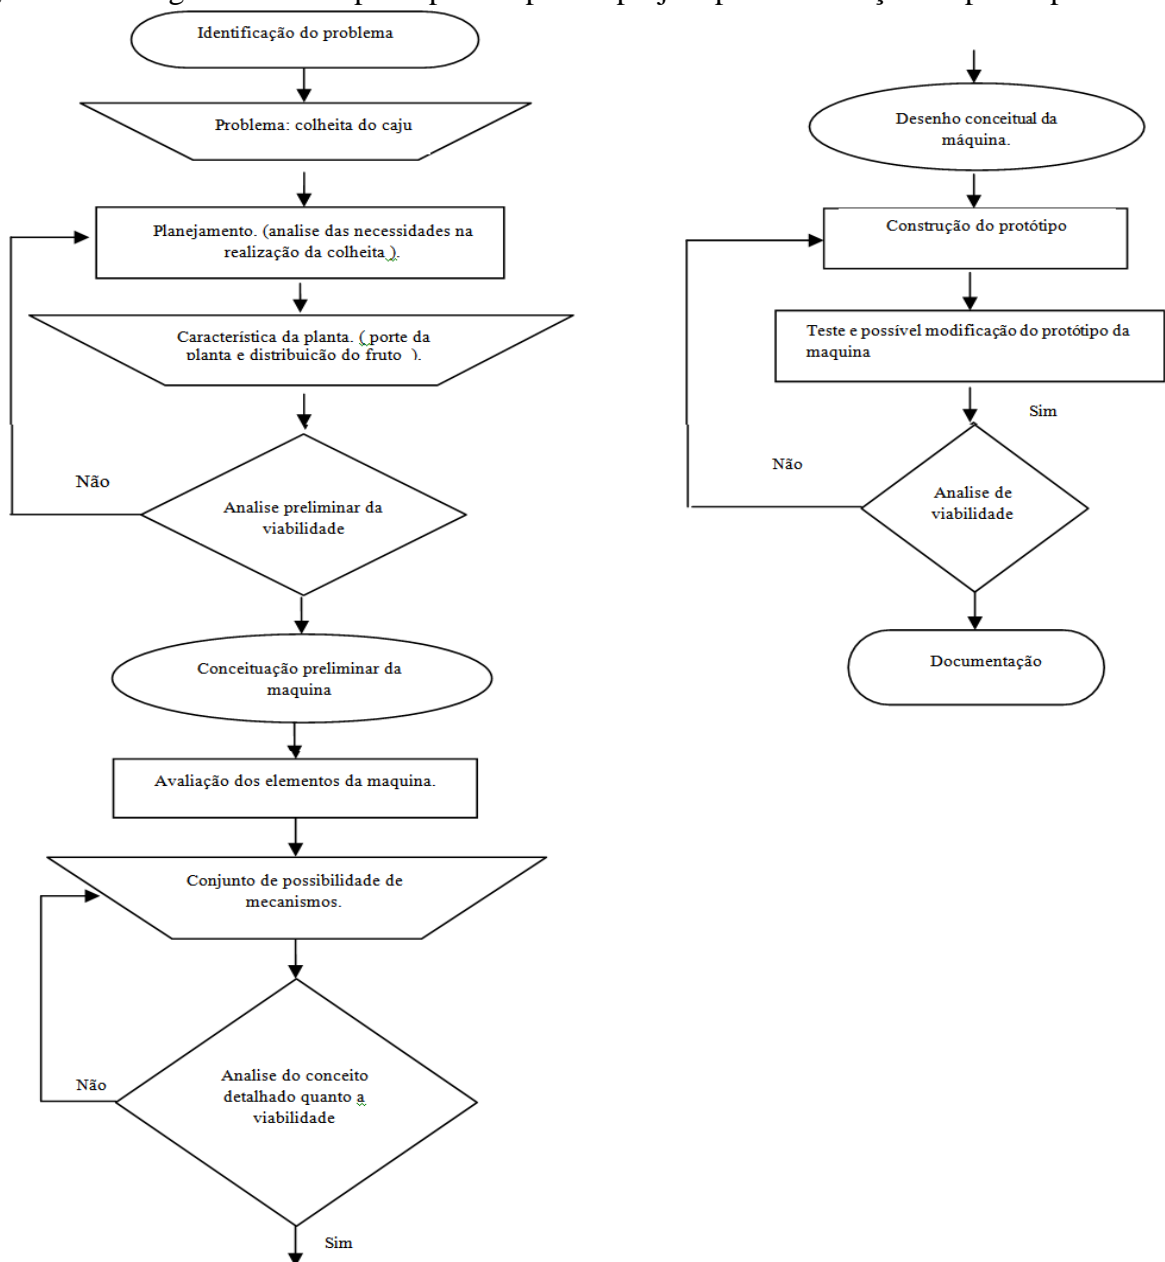 Identificação do problema
Problema: colheita do caju
Planejamento. (analise das necessidades na
realização da colheita ).
Característica da planta. ( porte da
planta e distribuicão do fruto ).
Não
Analise preliminar da
viabilidade
Conceituação preliminar da
maquina
Avaliação dos elementos da maquina.
Conjunto de possibilidade de
mecanismos.
Não
Analise do conceito
detalhado quanto a
viabilidade
Sim
Desenho conceitual da
máquina.
Construção do protótipo
Teste e possível modificação do protótipo da
maquina
Sim
Não
Analise de
viabilidade
Documentação